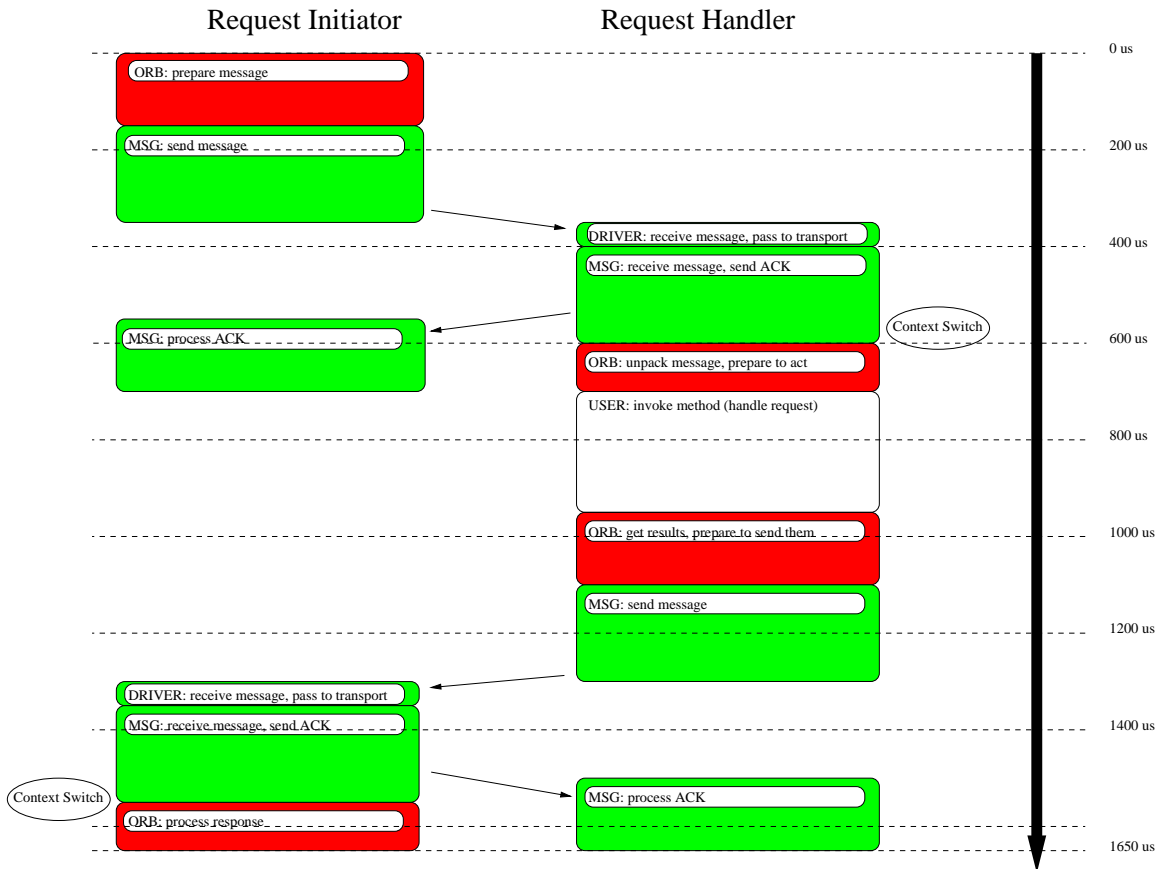 Request Initiator
Request Handler
0 us
ORB: prepare message
MSG: send message
200 us
DRIVER: receive message, pass to transport
400 us
MSG: receive message, send ACK
Context Switch
MSG: process ACK
600 us
ORB: unpack message, prepare to act
USER: invoke method (handle request)
800 us
ORB: get results, prepare to send them
1000 us
MSG: send message
1200 us
DRIVER: receive message, pass to transport
MSG: receive message, send ACK
1400 us
Context Switch
MSG: process ACK
ORB: process response
1650 us